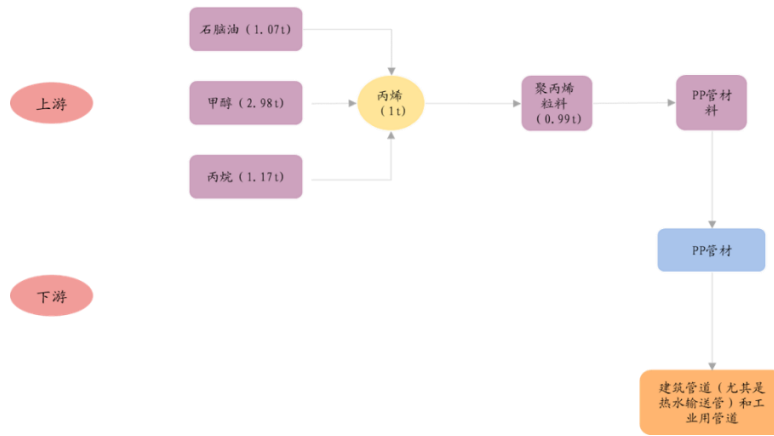 石脑油（1.07t）
上游
甲醇（2.98t）
丙烯
（1t）
聚丙烯
粒料
（0.99t）
PP管材
料
丙烷（1.17t）
PP管材
下游
建筑管道（尤其是
热水输送管）和工
业用管道